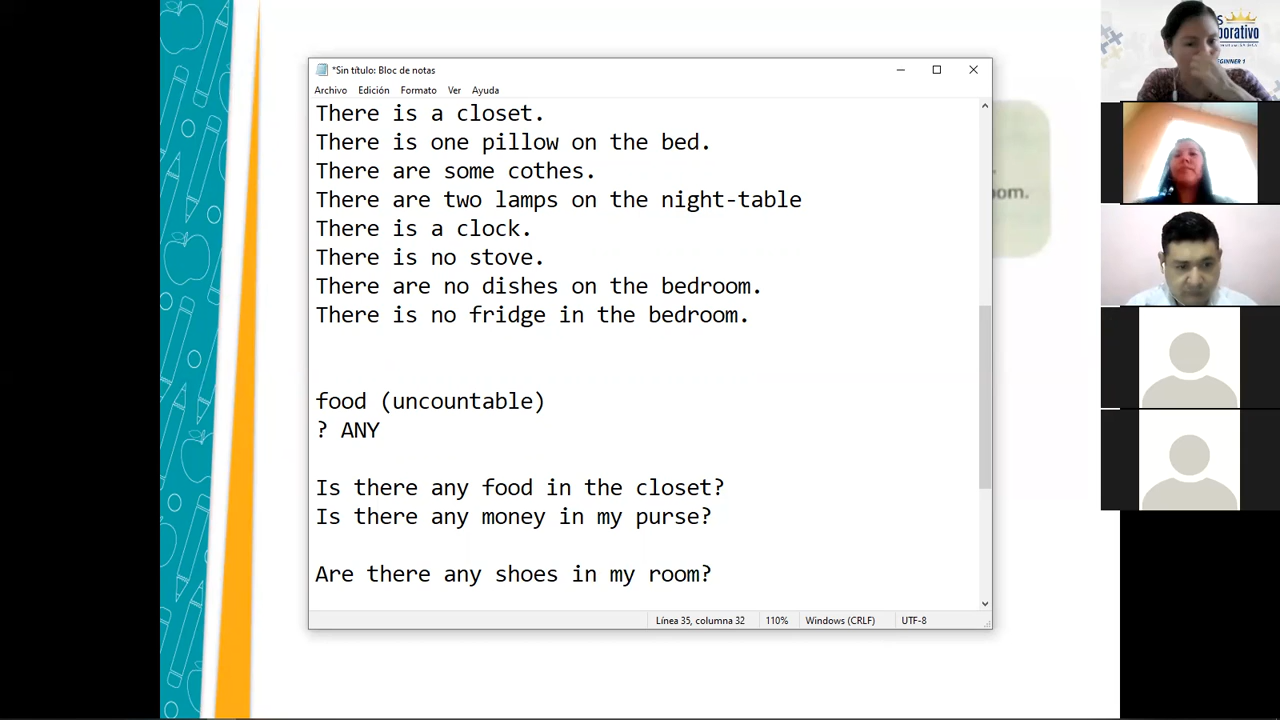 *Sin título: Bloc de notas
Archivo Edición Formato Ver Ayuda
There is a closet.
There is one pillow on the bed.
There are some cothes.
There are two lamps on the night-table
There is a clock.
There is no stove.
There are no dishes on the bedroom.
There is no fridge in the bedroom.
food (uncountable)
? ANY
Is there any food in the closet?
Is there any money in my purse?
Are there any shoes in my room?
Línea 35, columna 32 110% Windows (CRLF) UTF-8